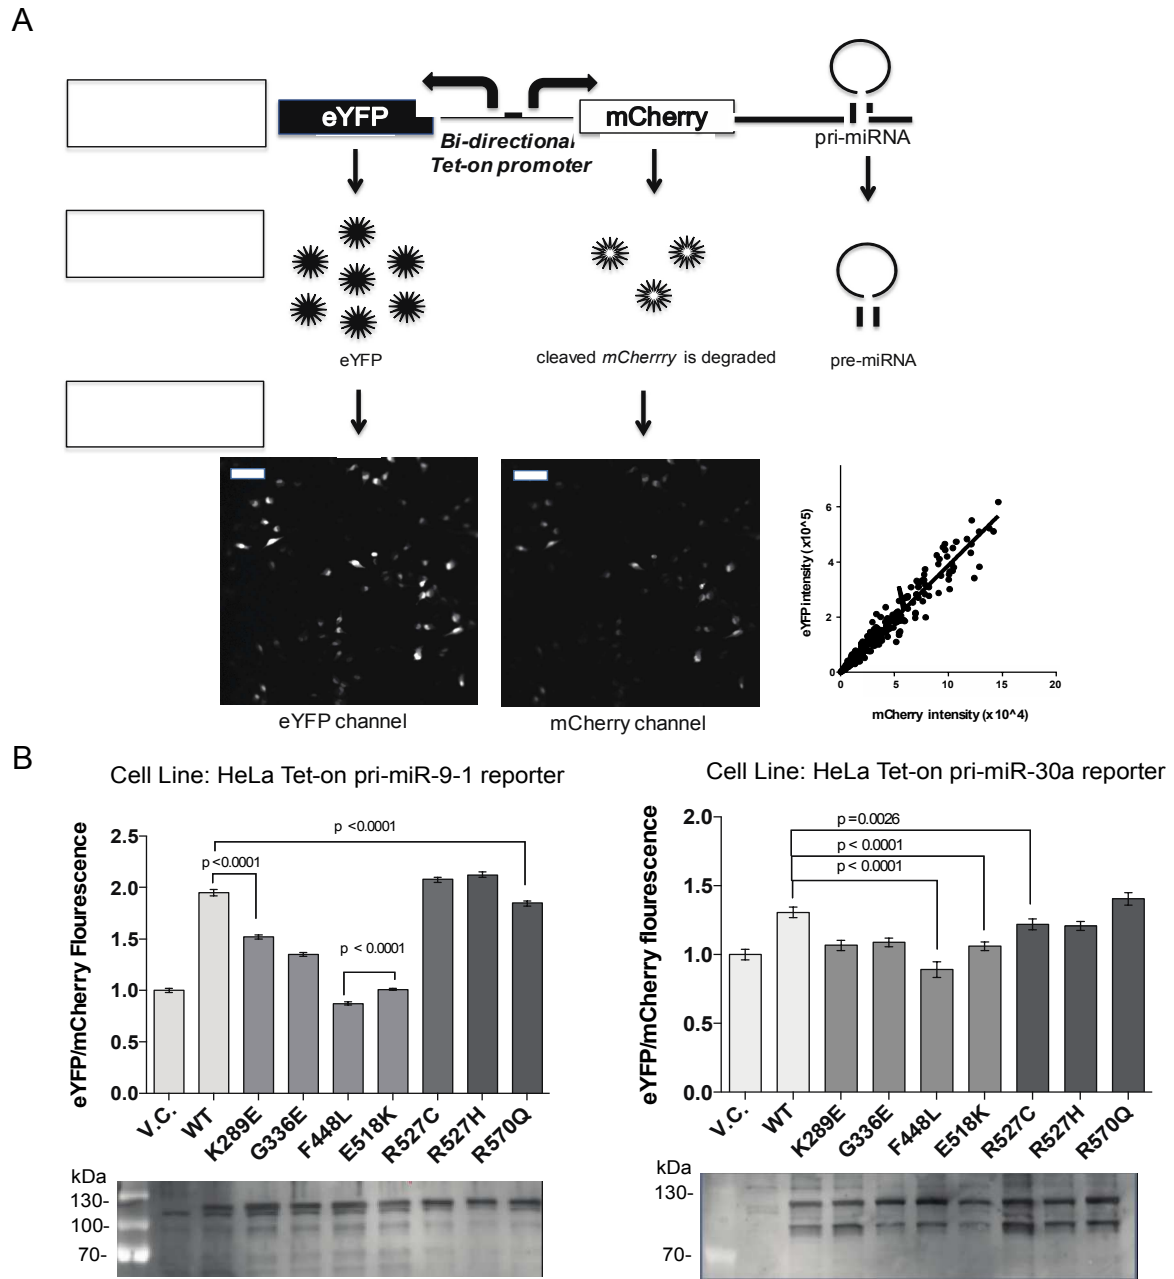 A
eYFP
mCherry
Bi-directional
Tet-on promoter
pri-miRNA
eYFP
cleaved mCherrry is degraded
pre-miRNA
eYFP channel
mCherry channel
eYFP intensity (x10^5)
6
4
2
0
0 5 10 15 20
mCherry intensity (x10^4)
B
Cell Line: HeLa Tet-on pri-miR-9-1 reporter
eYFP/mCherry Flourescence
2.5
2.0
1.5
1.0
0.5
0.0
p <0.0001
p <0.0001
p < 0.0001
V.C. WT K289E G336E F448L E518K R527C R527H R570Q
kDa
130-
100-
70-
Cell Line: HeLa Tet-on pri-miR-30a reporter
eYFP/mCherry flourescence
2.0
1.5
1.0
0.5
0.0
p=0.0026
p < 0.0001
p < 0.0001
V.C. WT K289E G336E F448L E518K R527C R527H R570Q
kDa
130-
70-